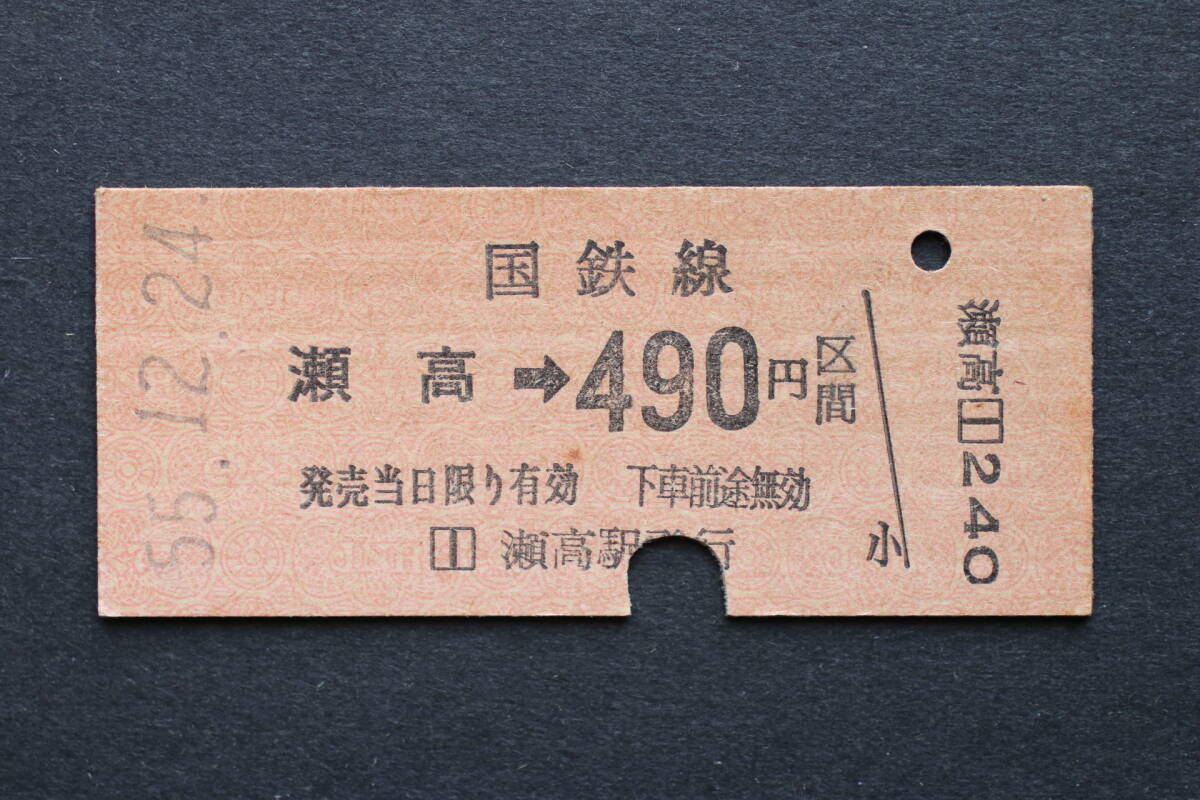 55.12.24.
国鉄線
瀬高➡490円区間
発売当日限り有効 下車前途無効
□ 瀬高駅発行
小
瀬高□240